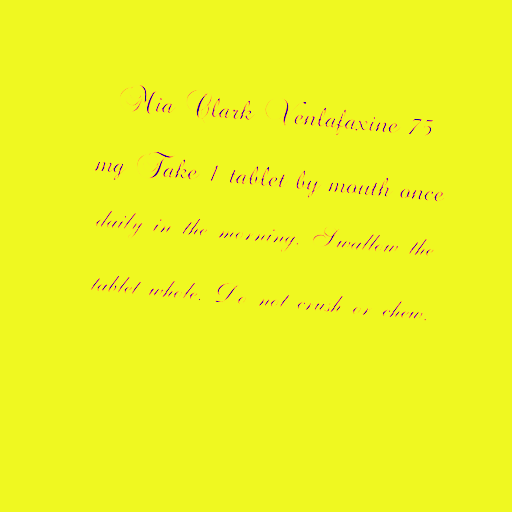 Mia Clark Venlafaxine 75
mg Take 1 tablet by mouth once
daily in the morning. Swallow the
tablet whole. Do not crush or chew.